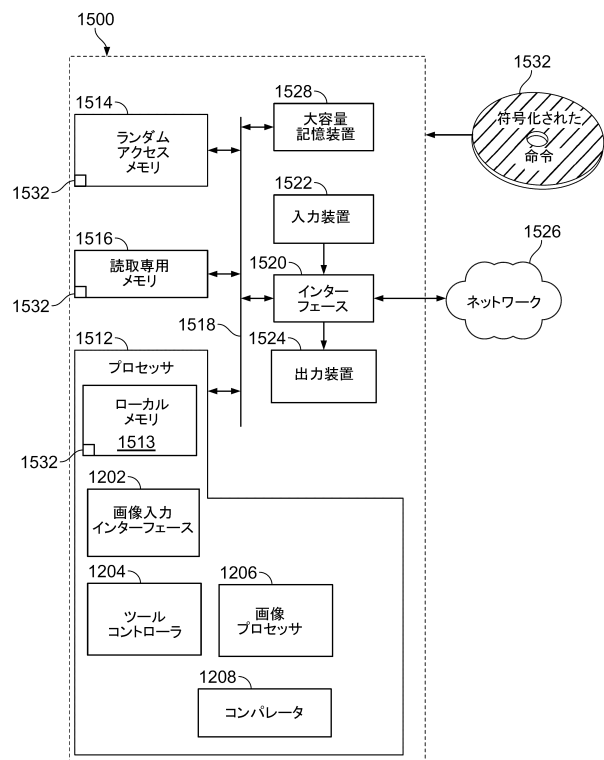 1500
1514
ランダム
アクセス
メモリ
1532
1528
大容量
記憶装置
1532
符号化された
命令
1522
入力装置
1516
読取専用
メモリ
1532
1520
インター
フェース
1526
ネットワーク
1518
1524
出力装置
1512
プロセッサ
ローカル
メモリ
1513
1532
1202
画像入力
インターフェース
1204
ツール
コントローラ
1206
画像
プロセッサ
1208
コンパレータ